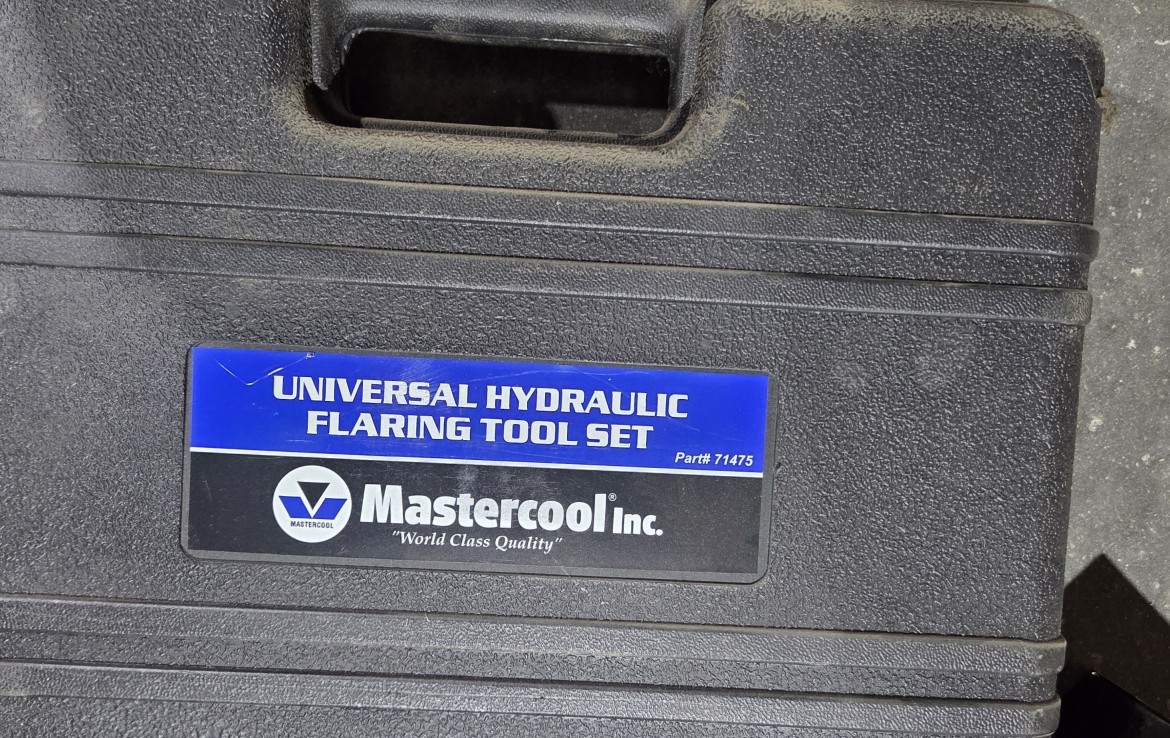 UNIVERSAL HYDRAULIC
FLARING TOOL SET
Part# 71475
MASTERCOOL
Mastercool® Inc.
"World Class Quality"